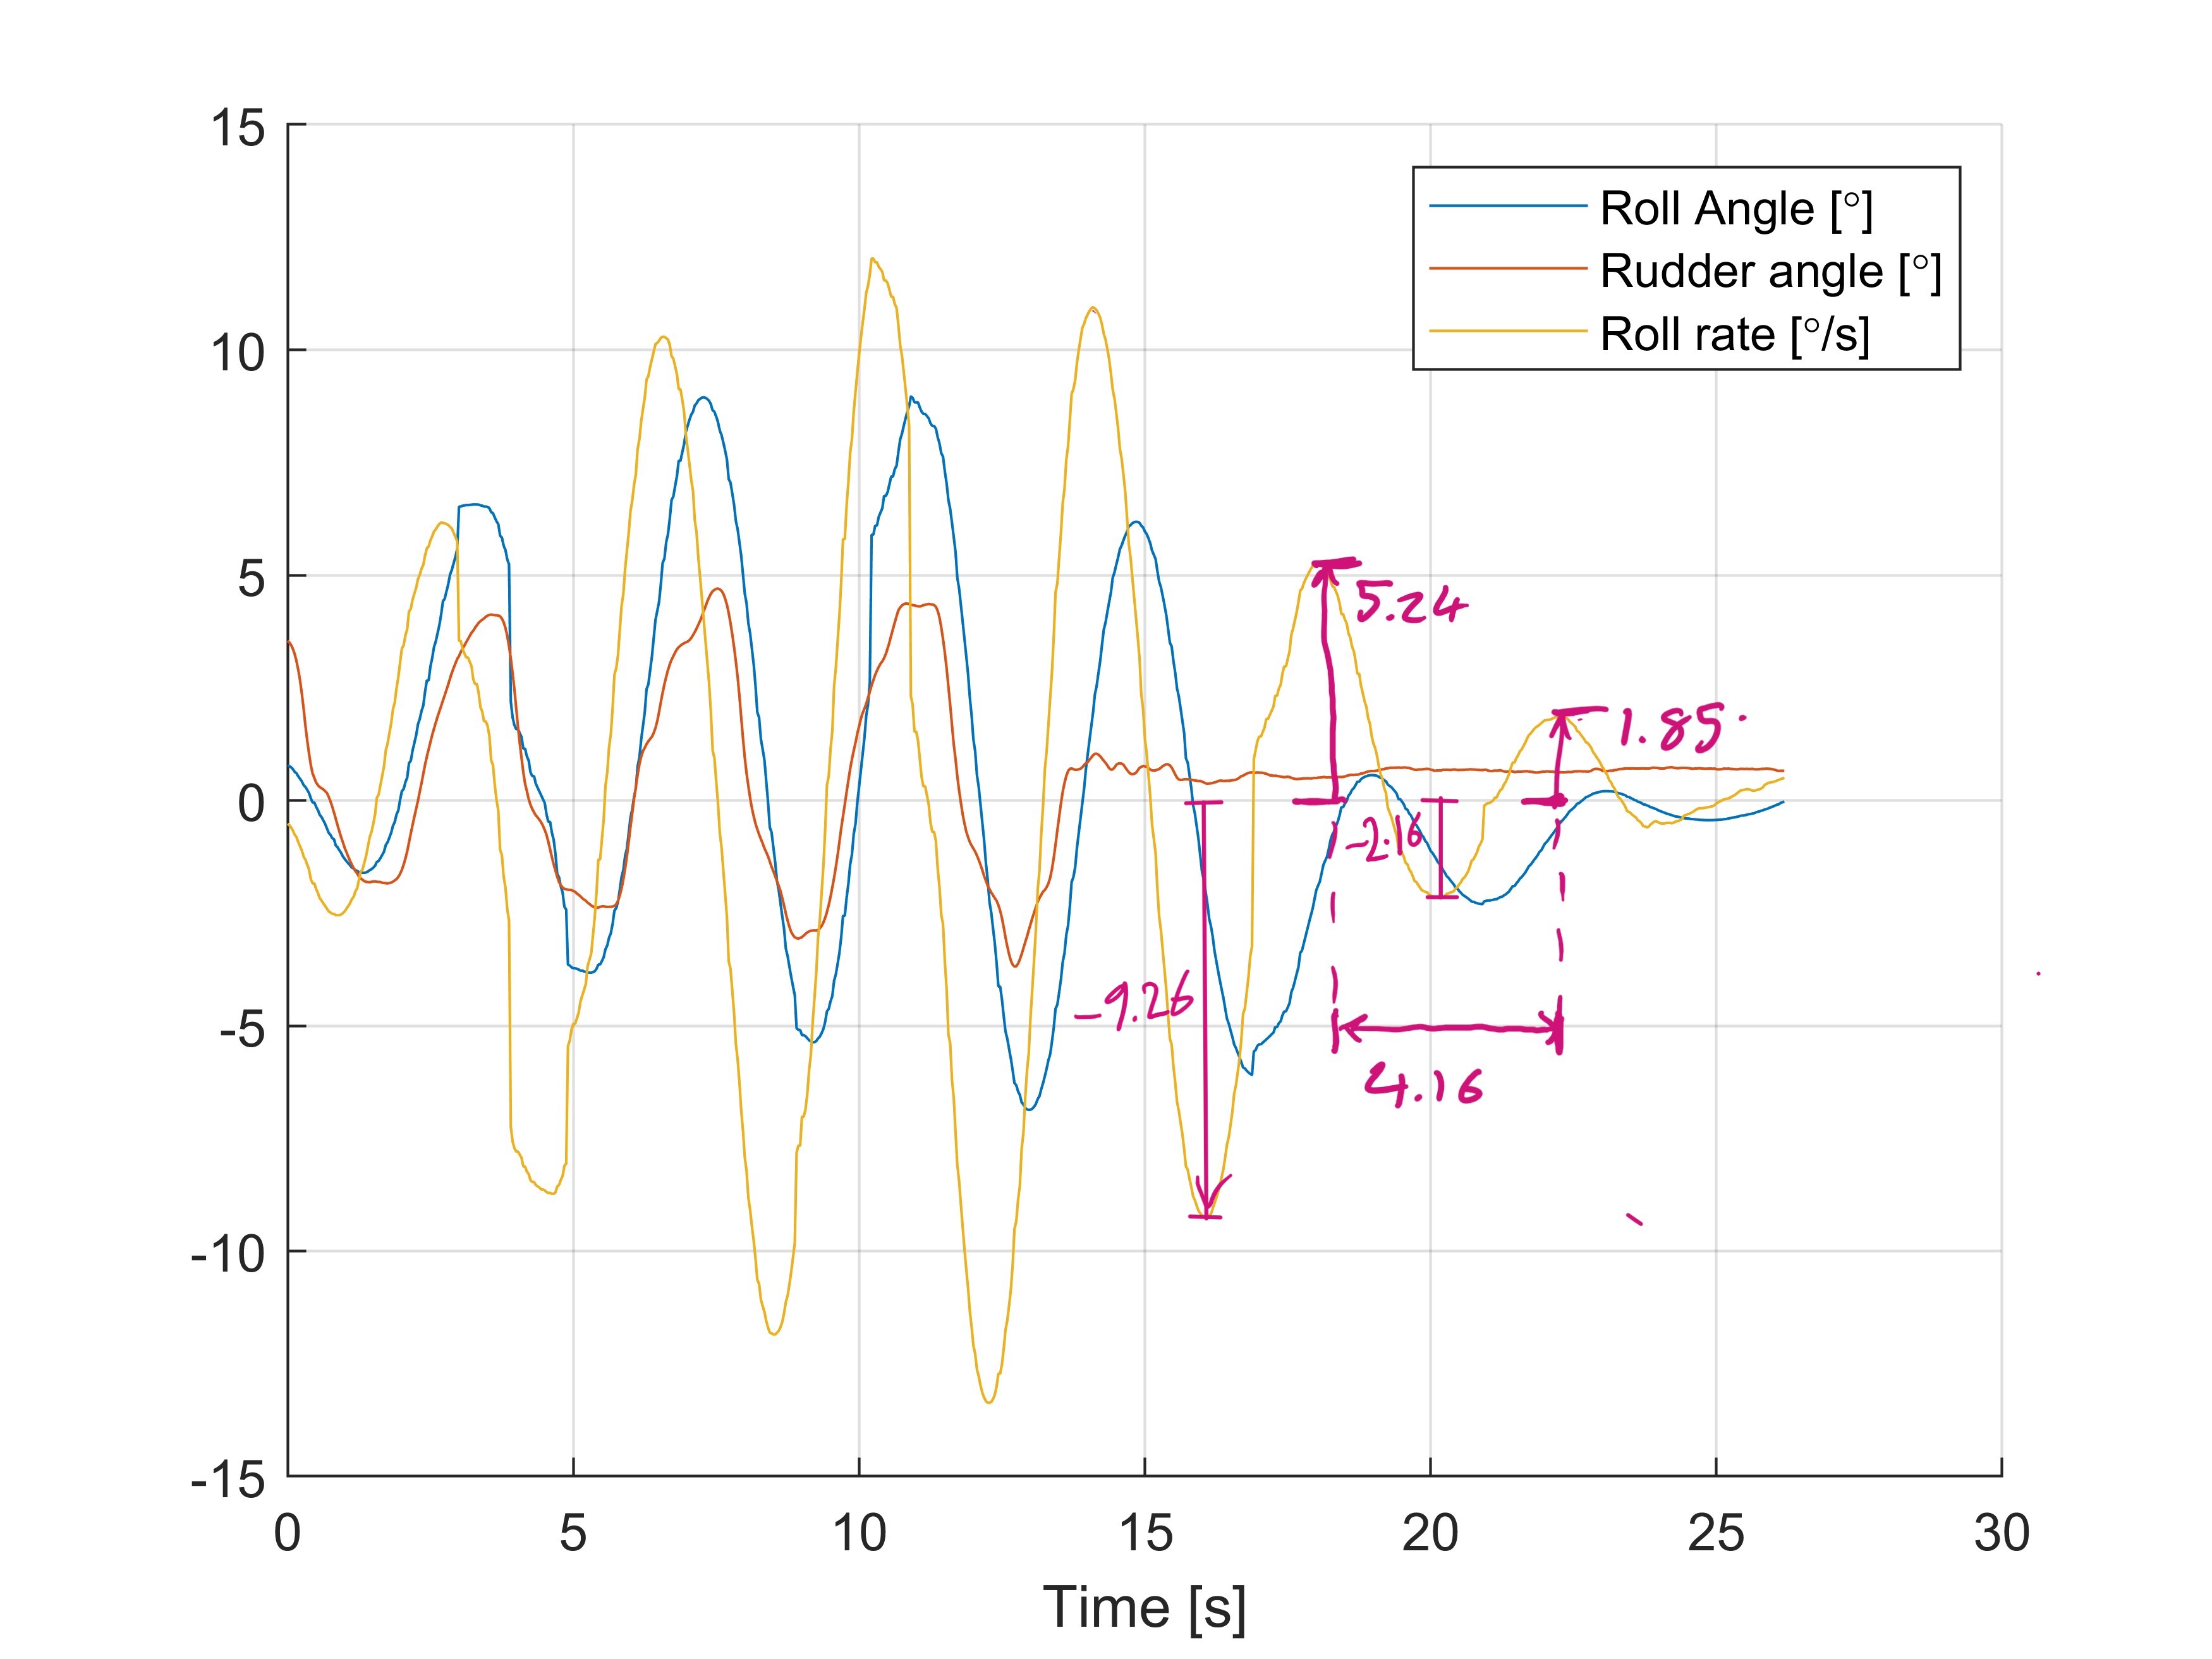 15
10
5
0
-5
-10
-15
0 5 10 15 20 25 30
Time [s]
Roll Angle [°]
Rudder angle [°]
Roll rate [°/s]
5.24
1.85
-2.16
-9.25
4.16